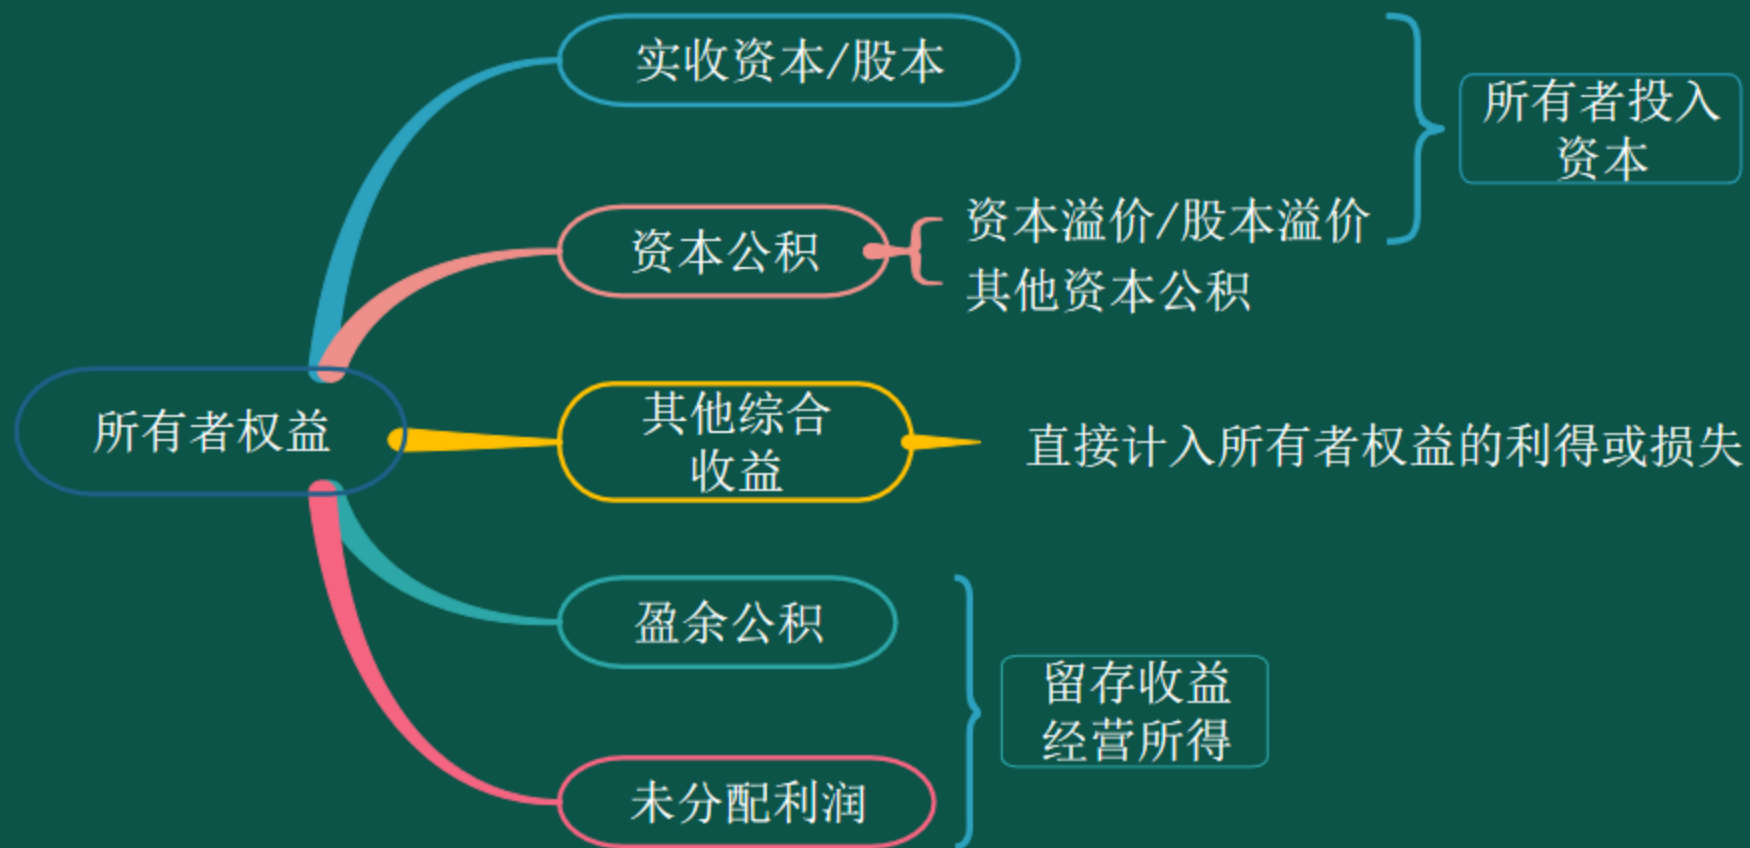 实收资本/股本
所有者投入
资本
资本公积
资本溢价/股本溢价
其他资本公积
所有者权益
其他综合
收益
直接计入所有者权益的利得或损失
盈余公积
留存收益
经营所得
未分配利润